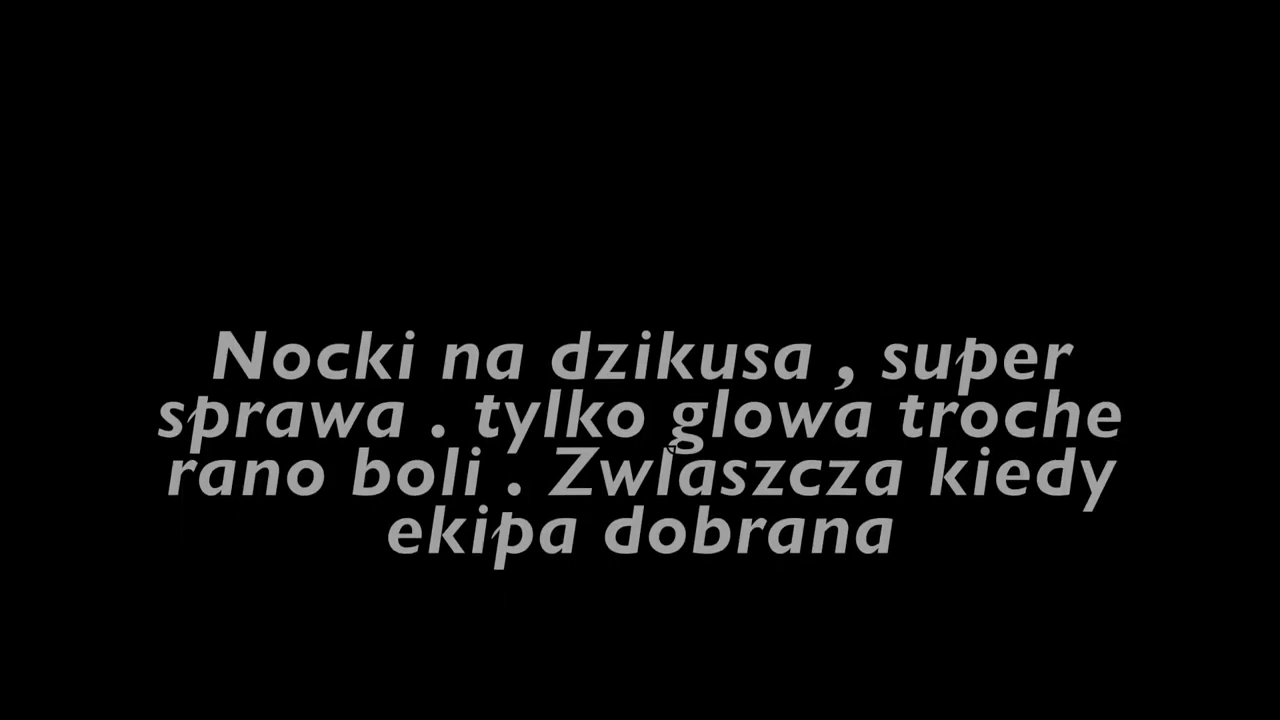 Nocki na dzikusa , super
sprawa . tylko glowa troche
rano boli . Zwlaszcza kiedy
ekipa dobrana